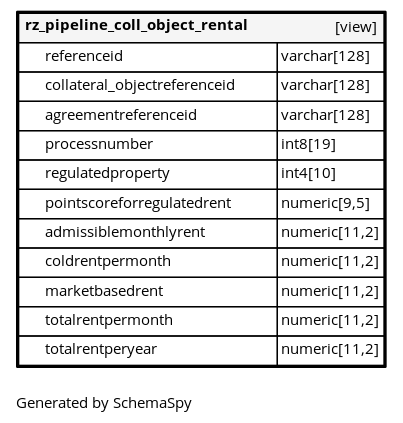 rz_pipeline_coll_object_rental [view]
referenceid varchar[128]
collateral_objectreferenceid varchar[128]
agreementreferenceid varchar[128]
processnumber int8[19]
regulatedproperty int4[10]
pointscoreforregulatedrent numeric[9,5]
admissiblemonthlyrent numeric[11,2]
coldrentpermonth numeric[11,2]
marketbasedrent numeric[11,2]
totalrentpermonth numeric[11,2]
totalrentperyear numeric[11,2]
Generated by SchemaSpy